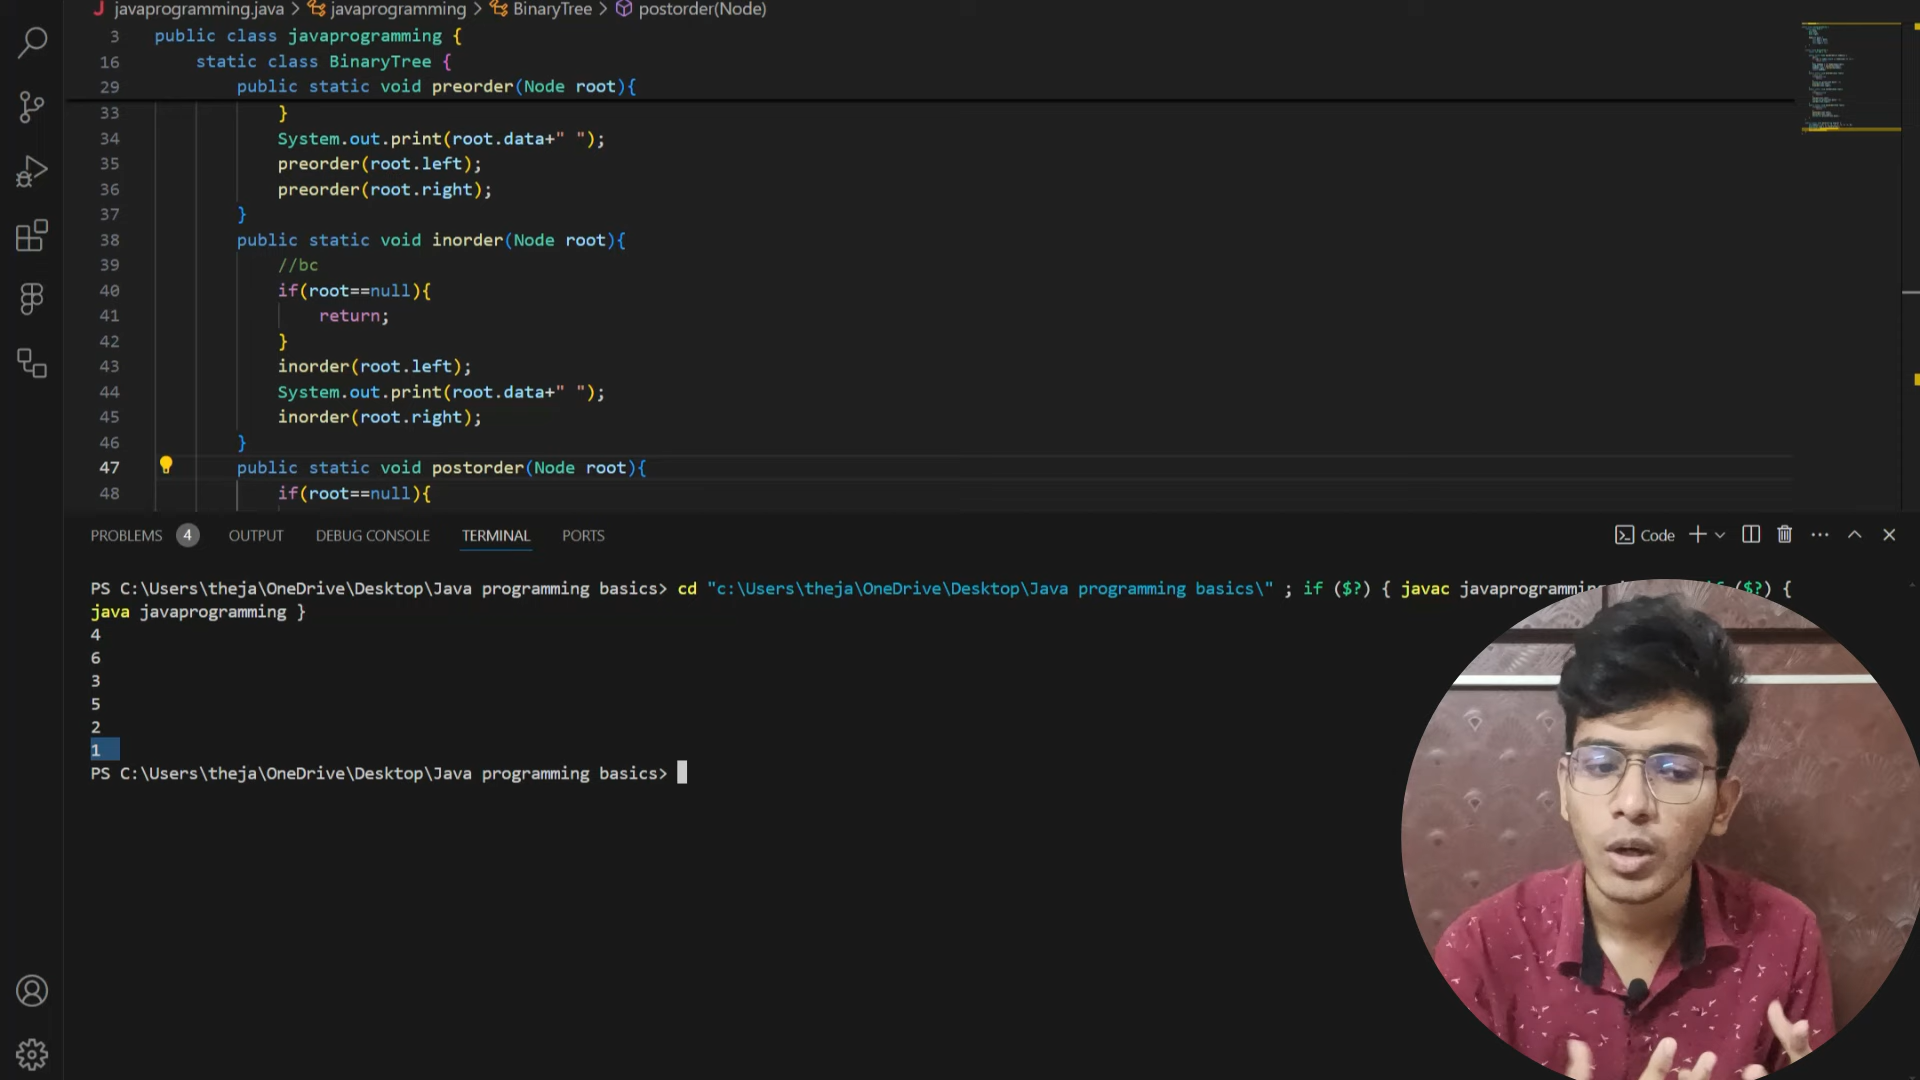 javaprogramming.java > javaprogramming > BinaryTree > postorder(Node)
3 public class javaprogramming {
16 static class BinaryTree {
29 public static void preorder(Node root){
33 }
34 System.out.print(root.data+" ");
35 preorder(root.left);
36 preorder(root.right);
37 }
38 public static void inorder(Node root){
39 //bc
40 if(root==null){
41 return;
42 }
43 inorder(root.left);
44 System.out.print(root.data+" ");
45 inorder(root.right);
46 }
47 public static void postorder(Node root){
48 if(root==null){
PROBLEMS 4 OUTPUT DEBUG CONSOLE TERMINAL PORTS Code
PS C:\Users\theja\OneDrive\Desktop\Java programming basics> cd "c:\Users\theja\OneDrive\Desktop\Java programming basics\" ; if ($?) { javac ($?) {
java javaprogramming }
4
6
3
5
2
1
PS C:\Users\theja\OneDrive\Desktop\Java programming basics>